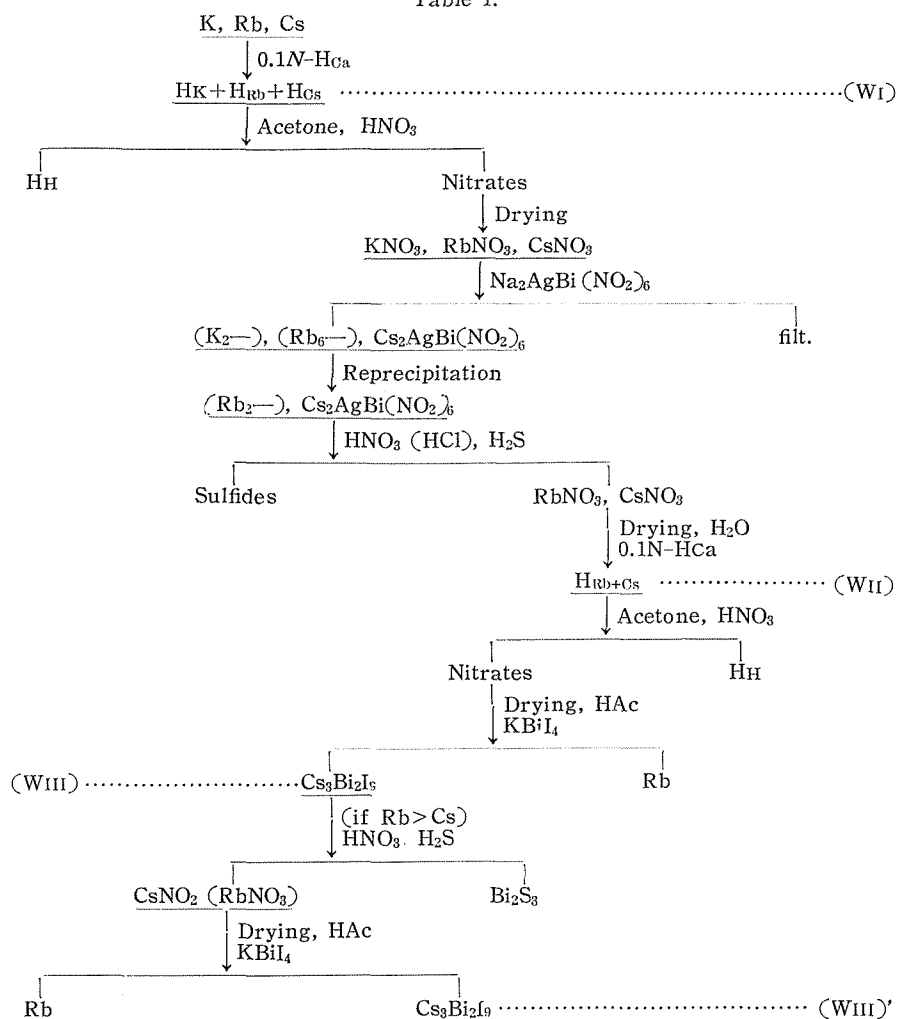 Table 1.
K, Rb, Cs
0.1N-HCa
HK+HRb+HCs ································ (WI)
Acetone, HNO3
HH Nitrates
Drying
KNO3, RbNO3, CsNO3
Na2AgBi(NO2)6
(K2—), (Rb6—), Cs2AgBi(NO2)6 filt.
Reprecipitation
(Rb2—), Cs2AgBi(NO2)6
HNO3 (HCl), H2S
Sulfides RbNO3, CsNO3
Drying, H2O
0.1N-HCa
HRb+Cs ················ (WII)
Acetone, HNO3
Nitrates HH
Drying, HAc
KBiI4
(WIII) ····················· Cs3Bi2I9 Rb
(if Rb>Cs)
HNO3 H2S
CsNO2 (RbNO3) Bi2S3
Drying, HAc
KBiI4
Rb Cs3Bi2I9 ······························ (WIII)'